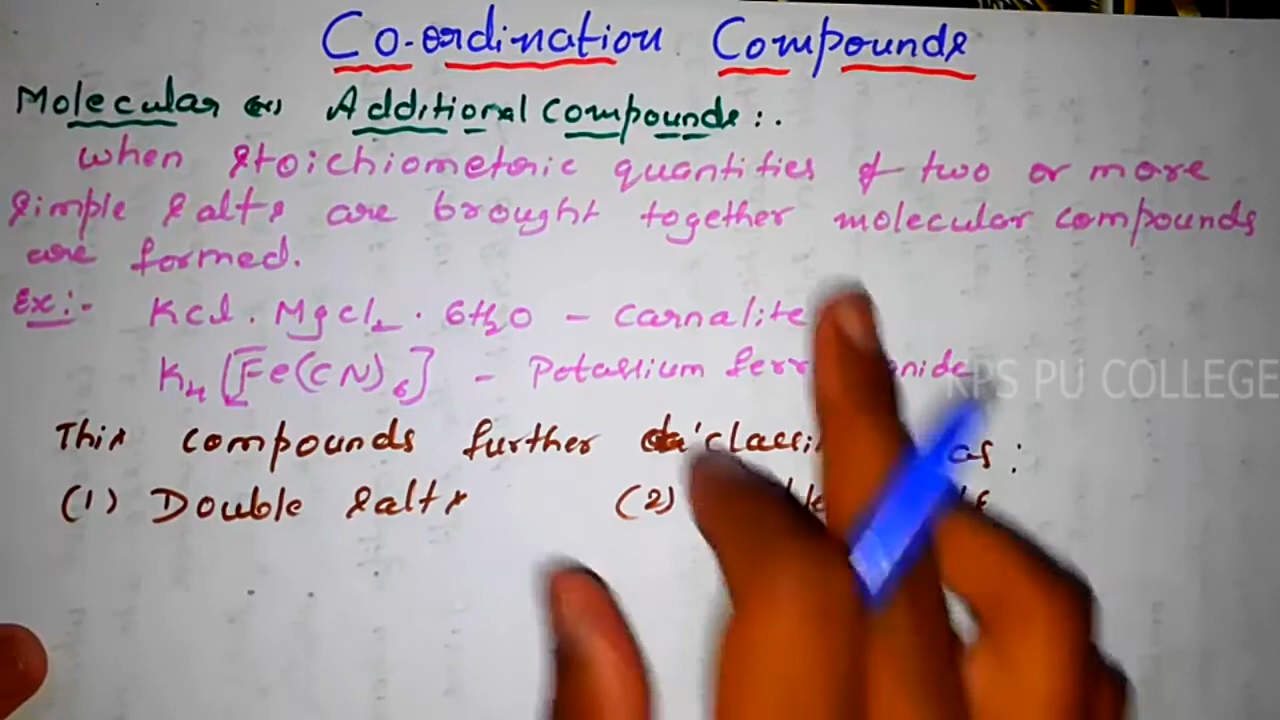 Co-ordination Compounds
Molecular (or) Additional Compounds :.
When stoichiometric quantities of two or more
simple salts are brought together molecular compounds
are formed.
Ex:- KCl . MgCl2 . 6H2O - Carnalite
K4 [Fe(CN)6] - Potassium
KPS PU COLLEGE
This compounds further as :
(1) Double salts (2)